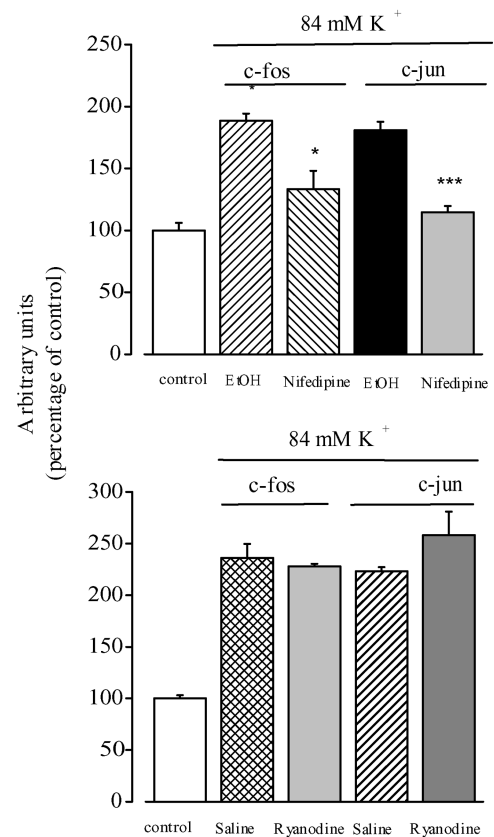 84 mM K +
c-fos
c-jun
250
200
150
100
50
0
*
*
***
control
EtOH
Nifedipine
EtOH
Nifedipine
Arbitrary units
(percentage of control)
84 mM K +
c-fos
c-jun
300
250
200
150
100
50
0
control
Saline
Ryanodine
Saline
Ryanodine